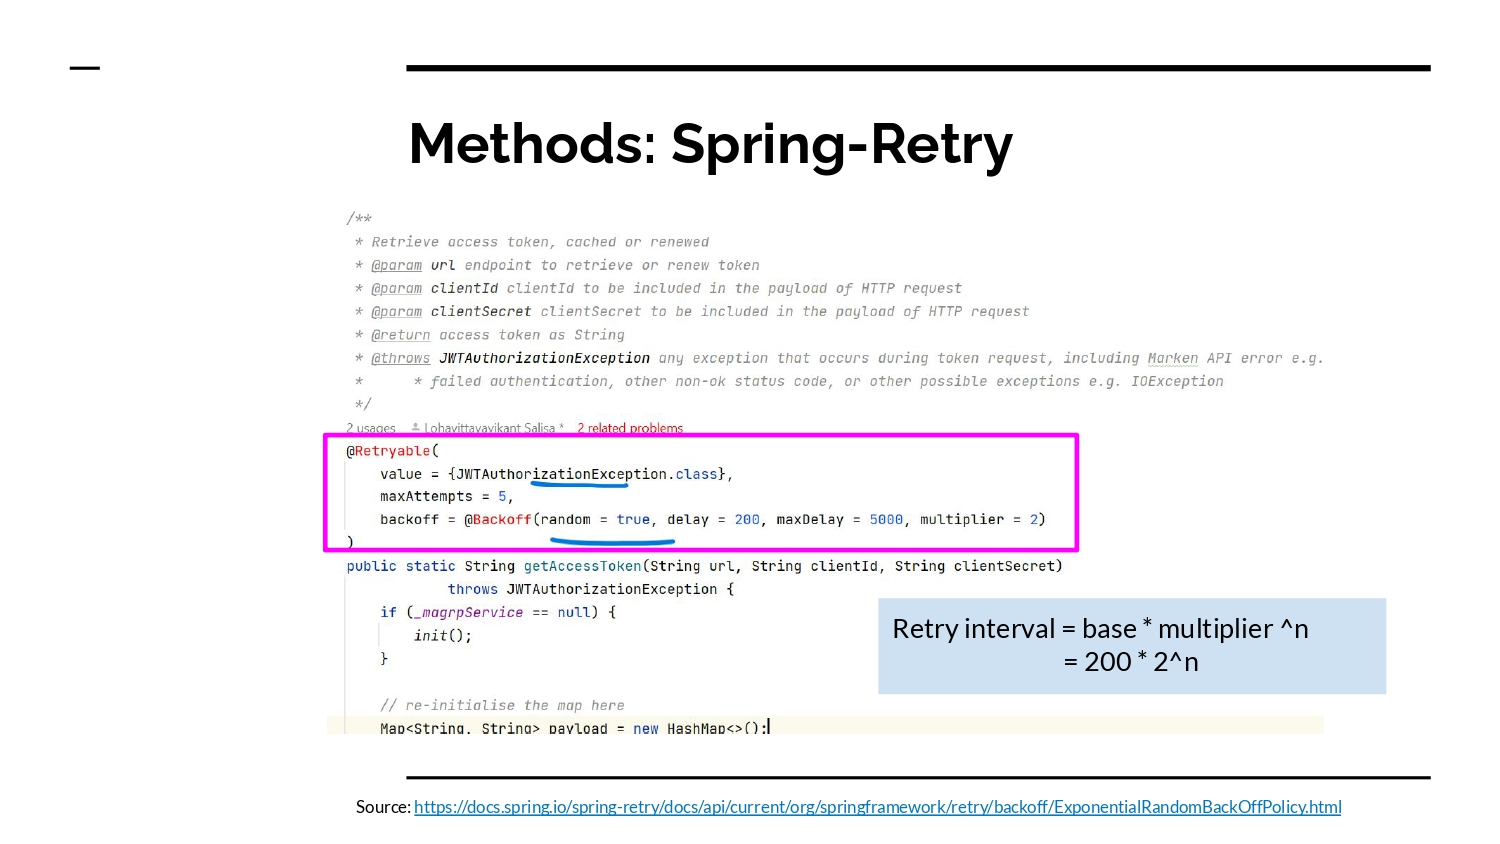 Methods: Spring-Retry
/**
* Retrieve access token, cached or renewed
* @param url endpoint to retrieve or renew token
* @param clientId clientId to be included in the payload of HTTP request
* @param clientSecret clientSecret to be included in the payload of HTTP request
* @return access token as String
* @throws JWTAuthorizationException any exception that occurs during token request, including Marken API error e.g.
* * failed authentication, other non-ok status code, or other possible exceptions e.g. IOException
*/
2 usages Lohavittavavikant Salisa * 2 related problems
@Retryable(
value = {JWTAuthorizationException.class},
maxAttempts = 5,
backoff = @Backoff(random = true, delay = 200, maxDelay = 5000, multiplier = 2)
)
public static String getAccessToken(String url, String clientId, String clientSecret)
throws JWTAuthorizationException {
if (_magrpService == null) {
init();
}
// re-initialise the map here
Map<String, String> payload = new HashMap<>();
Retry interval = base * multiplier ^n
= 200 * 2^n
Source: https://docs.spring.io/spring-retry/docs/api/current/org/springframework/retry/backoff/ExponentialRandomBackOffPolicy.html